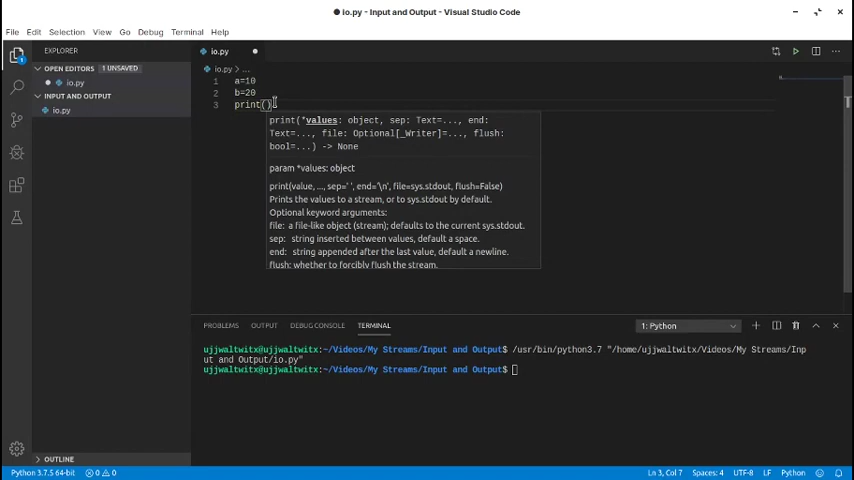 ● io.py - Input and Output - Visual Studio Code
File Edit Selection View Go Debug Terminal Help
EXPLORER
OPEN EDITORS 1 UNSAVED
io.py
INPUT AND OUTPUT
io.py
OUTLINE
io.py
io.py > ...
1 a=10
2 b=20
3 print()
print(*values: object, sep: Text=..., end:
Text=..., file: Optional[_Writer]=..., flush:
bool=...) -> None
param *values: object
print(value, ..., sep=' ', end='\n', file=sys.stdout, flush=False)
Prints the values to a stream, or to sys.stdout by default.
Optional keyword arguments:
file: a file-like object (stream); defaults to the current sys.stdout.
sep: string inserted between values, default a space.
end: string appended after the last value, default a newline.
flush: whether to forcibly flush the stream.
PROBLEMS OUTPUT DEBUG CONSOLE TERMINAL 1: Python
ujjwaltwitx@ujjwaltwitx:~/Videos/My Streams/Input and Output$ /usr/bin/python3.7 "/home/ujjwaltwitx/Videos/My Streams/Inp
ut and Output/io.py"
ujjwaltwitx@ujjwaltwitx:~/Videos/My Streams/Input and Output$
Python 3.7.5 64-bit 0 0 Ln 3, Col 7 Spaces: 4 UTF-8 LF Python